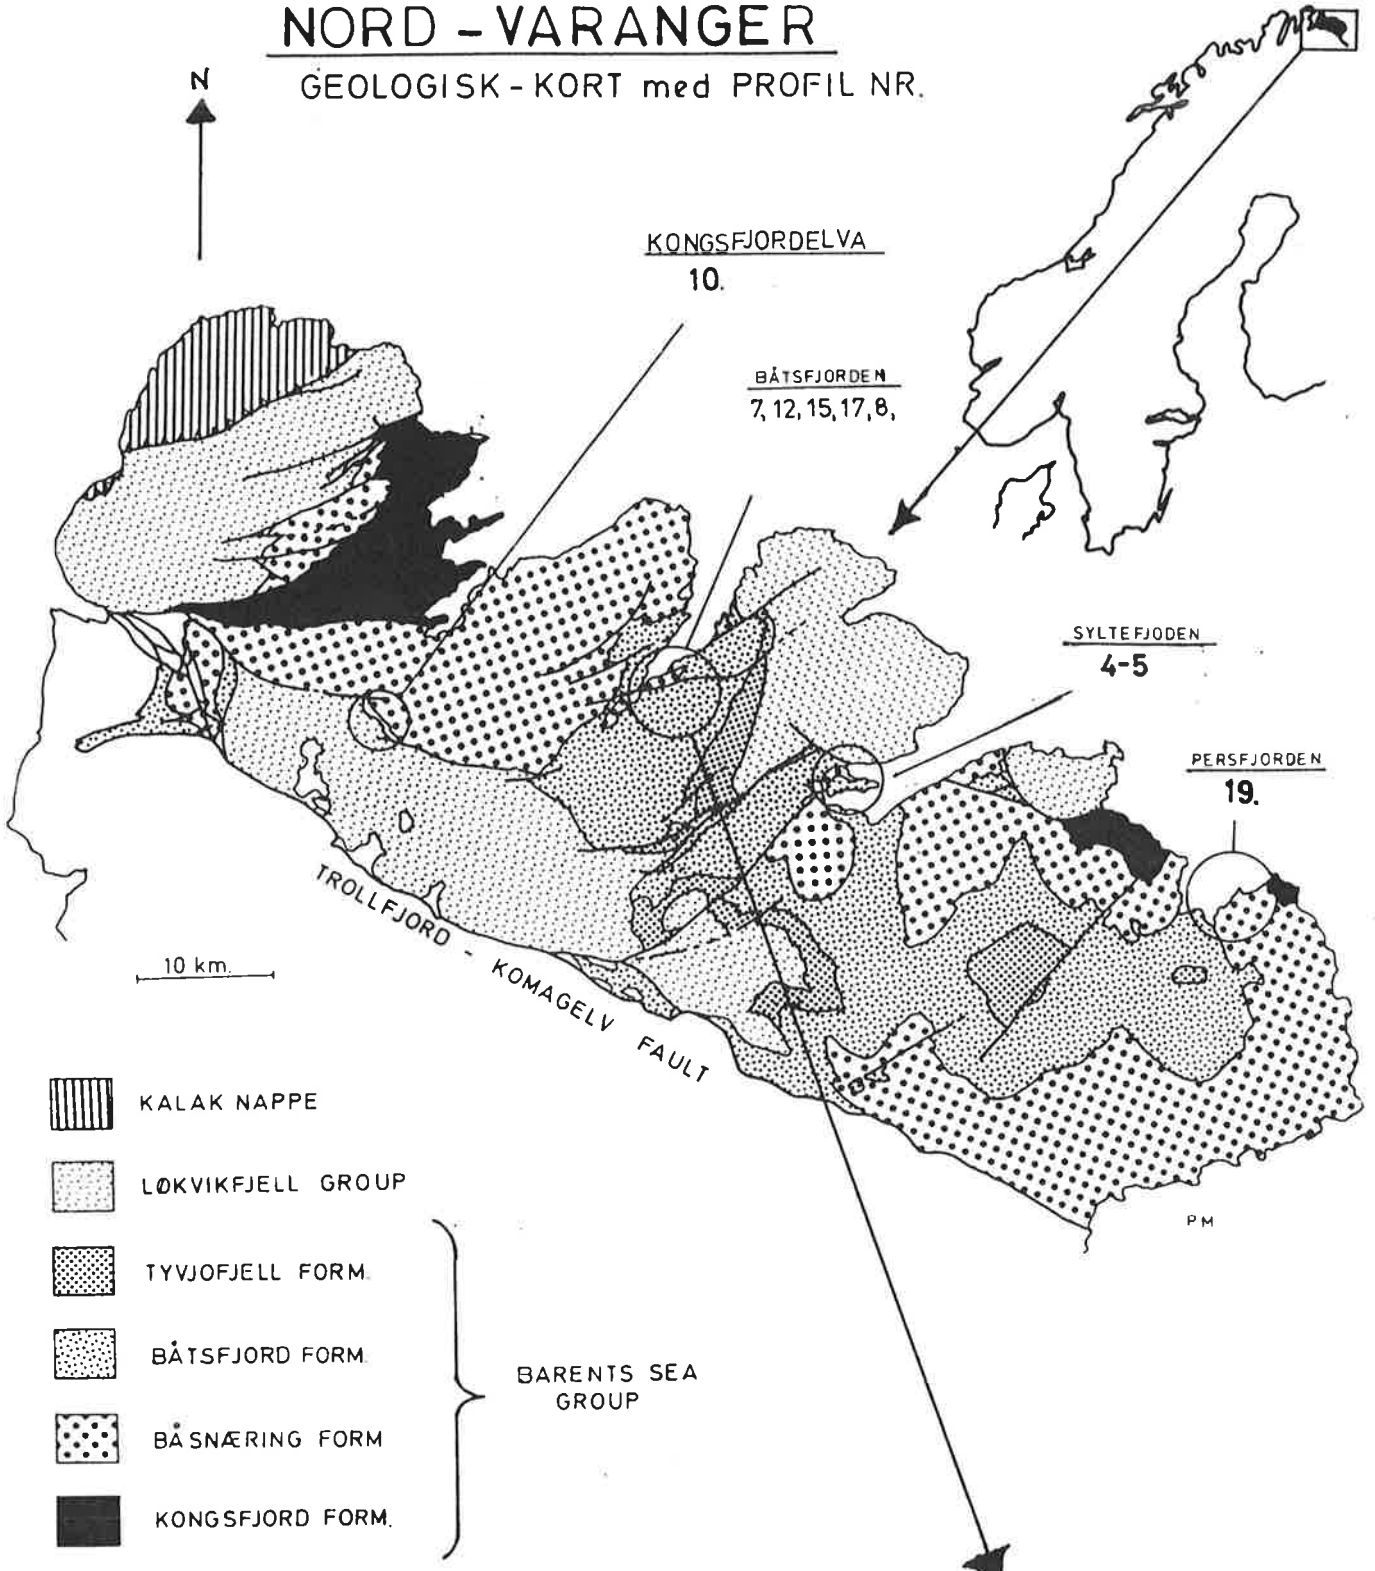 NORD - VARANGER
GEOLOGISK - KORT med PROFIL NR.
N
KONGSFJORDELVA
10.
BÅTSFJORDEN
7, 12, 15, 17, 8,
SYLTEFJODEN
4-5
PERSFJORDEN
19.
TROLLFJORD - KOMAGELV FAULT
10 km.
KALAK NAPPE
LØKVIKFJELL GROUP
TYVJOFJELL FORM.
BÅTSFJORD FORM.
BÅSNÆRING FORM
KONGSFJORD FORM.
BARENTS SEA
GROUP
PM